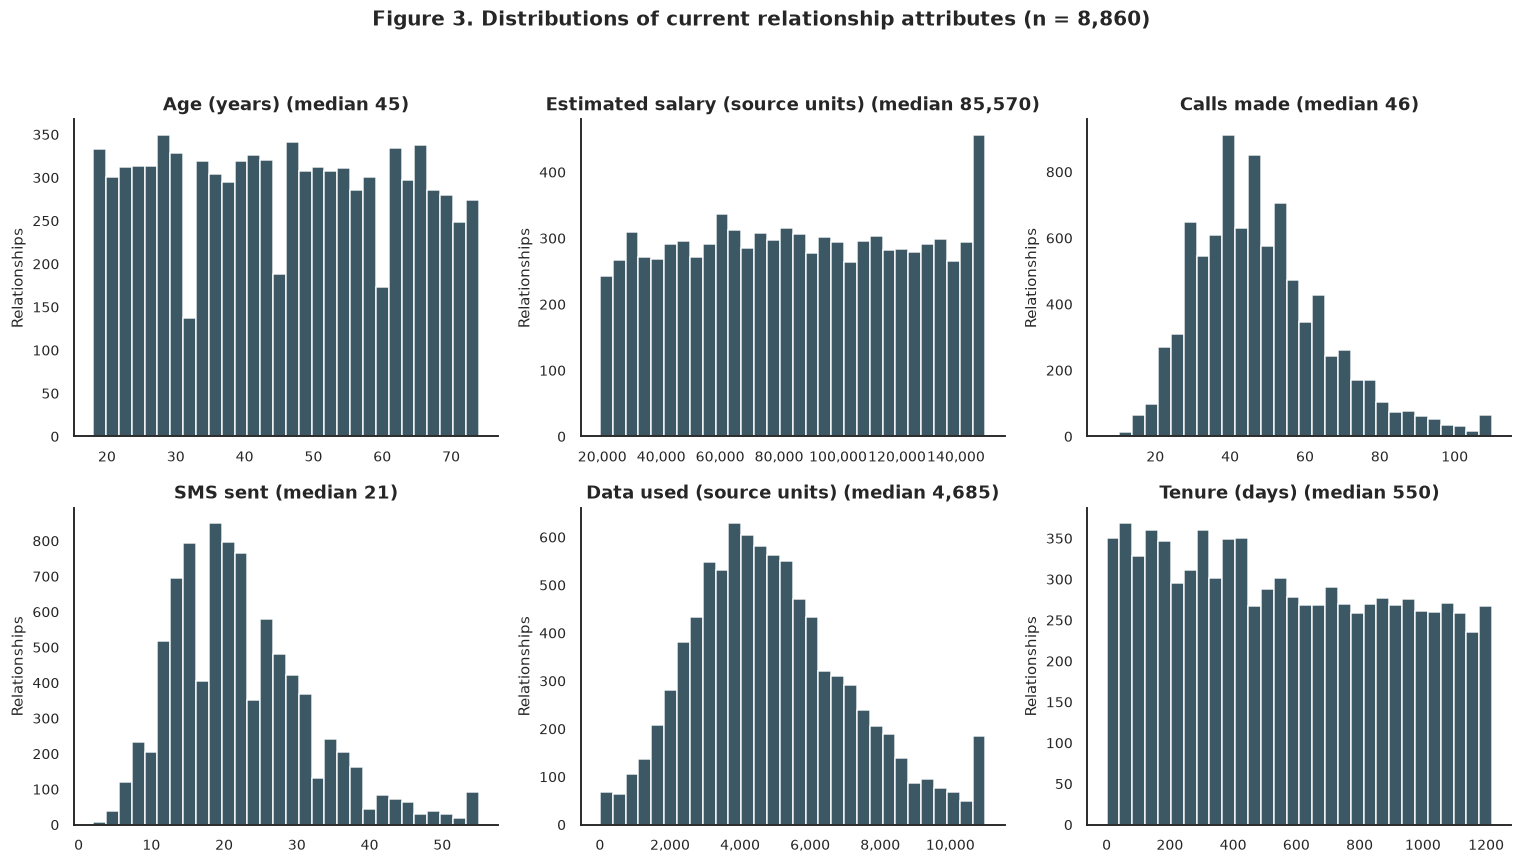 Figure 3. Distributions of current relationship attributes (n = 8,860)
Age (years) (median 45)
Relationships
350
300
250
200
150
100
50
0
20 30 40 50 60 70
Estimated salary (source units) (median 85,570)
Relationships
400
300
200
100
0
20,000 40,000 60,000 80,000 100,000 120,000 140,000
Calls made (median 46)
Relationships
800
600
400
200
0
20 40 60 80 100
SMS sent (median 21)
Relationships
800
700
600
500
400
300
200
100
0
0 10 20 30 40 50
Data used (source units) (median 4,685)
Relationships
600
500
400
300
200
100
0
0 2,000 4,000 6,000 8,000 10,000
Tenure (days) (median 550)
Relationships
350
300
250
200
150
100
50
0
0 200 400 600 800 1000 1200